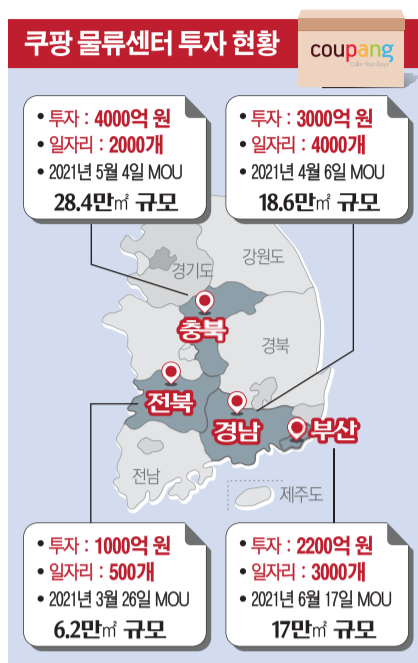 쿠팡 물류센터 투자 현황
coupang
Color Your Days
• 투자 : 4000억 원
• 일자리 : 2000개
• 2021년 5월 4일 MOU
28.4만㎡ 규모
• 투자 : 3000억 원
• 일자리 : 4000개
• 2021년 4월 6일 MOU
18.6만㎡ 규모
경기도
강원도
충북
경북
전북
경남
부산
전남
제주도
• 투자 : 1000억 원
• 일자리 : 500개
• 2021년 3월 26일 MOU
6.2만㎡ 규모
• 투자 : 2200억 원
• 일자리 : 3000개
• 2021년 6월 17일 MOU
17만㎡ 규모